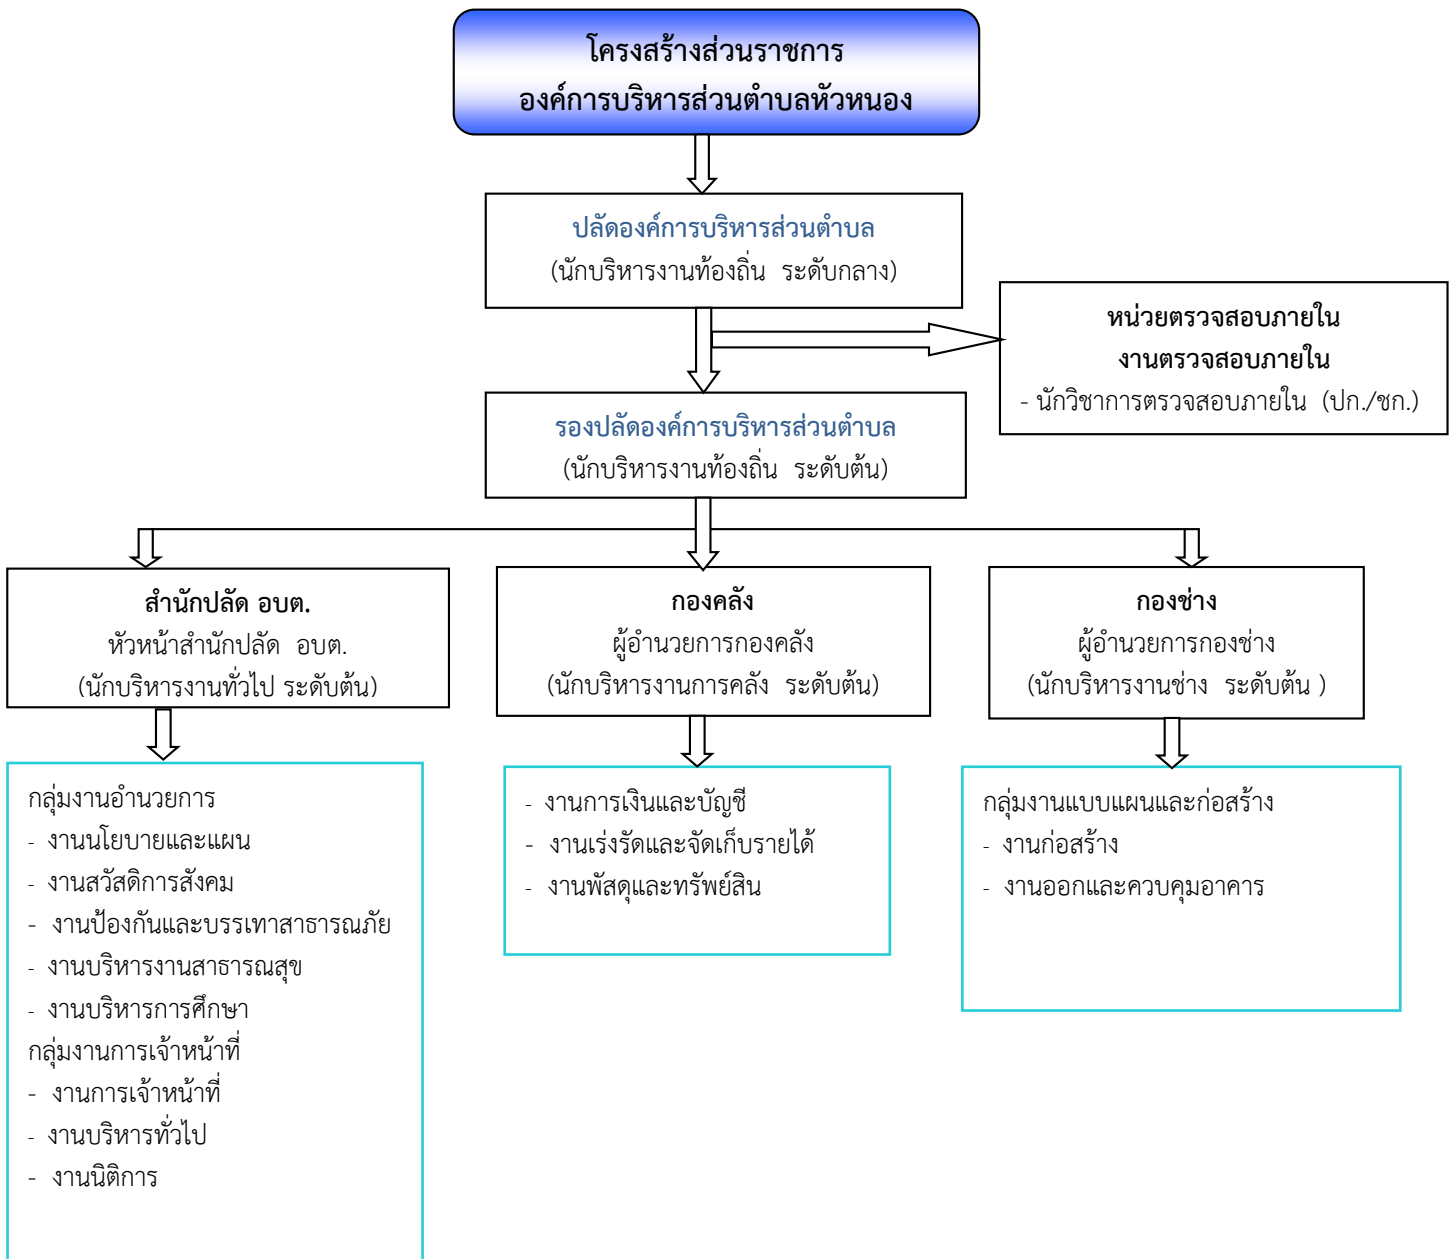 โครงสร้างส่วนราชการ
องค์การบริหารส่วนตำบลหัวหนอง
ปลัดองค์การบริหารส่วนตำบล
(นักบริหารงานท้องถิ่น ระดับกลาง)
หน่วยตรวจสอบภายใน
งานตรวจสอบภายใน
- นักวิชาการตรวจสอบภายใน (ปก./ชก.)
รองปลัดองค์การบริหารส่วนตำบล
(นักบริหารงานท้องถิ่น ระดับต้น)
สำนักปลัด อบต.
หัวหน้าสำนักปลัด อบต.
(นักบริหารงานทั่วไป ระดับต้น)
กองคลัง
ผู้อำนวยการกองคลัง
(นักบริหารงานการคลัง ระดับต้น)
กองช่าง
ผู้อำนวยการกองช่าง
(นักบริหารงานช่าง ระดับต้น )
กลุ่มงานอำนวยการ
- งานนโยบายและแผน
- งานสวัสดิการสังคม
- งานป้องกันและบรรเทาสาธารณภัย
- งานบริหารงานสาธารณสุข
- งานบริหารการศึกษา
กลุ่มงานการเจ้าหน้าที่
- งานการเจ้าหน้าที่
- งานบริหารทั่วไป
- งานนิติการ
- งานการเงินและบัญชี
- งานเร่งรัดและจัดเก็บรายได้
- งานพัสดุและทรัพย์สิน
กลุ่มงานแบบแผนและก่อสร้าง
- งานก่อสร้าง
- งานออกและควบคุมอาคาร